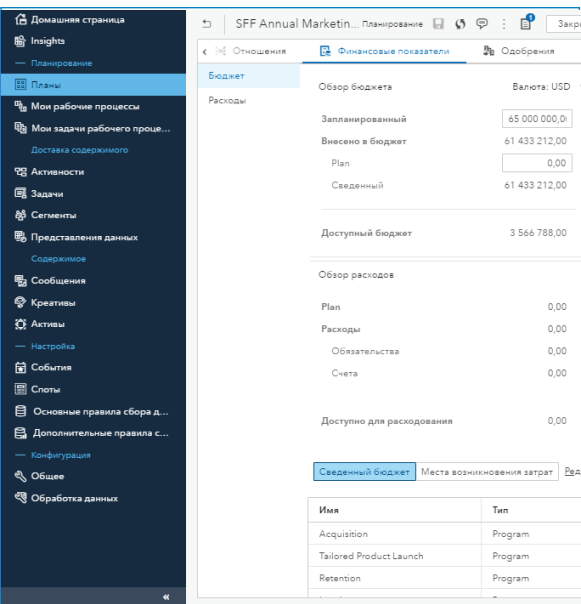 Домашняя страница
Insights
Планирование
Планы
Мои рабочие процессы
Мои задачи рабочего проце...
Доставка содержимого
Активности
Задачи
Сегменты
Представления данных
Содержимое
Сообщения
Креативы
Активы
Настройка
События
Споты
Основные правила сбора д...
Дополнительные правила с...
Конфигурация
Общее
Обработка данных
SFF Annual Marketin... Планирование 1 Закр
Отношения Финансовые показатели Одобрения
Бюджет
Расходы
Обзор бюджета Валюта: USD
Запланированный 65 000 000,0
Внесено в бюджет 61 433 212,00
Plan 0,00
Сведенный 61 433 212,00
Доступный бюджет 3 566 788,00
Обзор расходов
Plan 0,00
Расходы 0,00
Обязательства 0,00
Счета 0,00
Доступно для расходования 0,00
Сведенный бюджет Места возникновения затрат Ред
Имя Тип
Acquisition Program
Tailored Product Launch Program
Retention Program